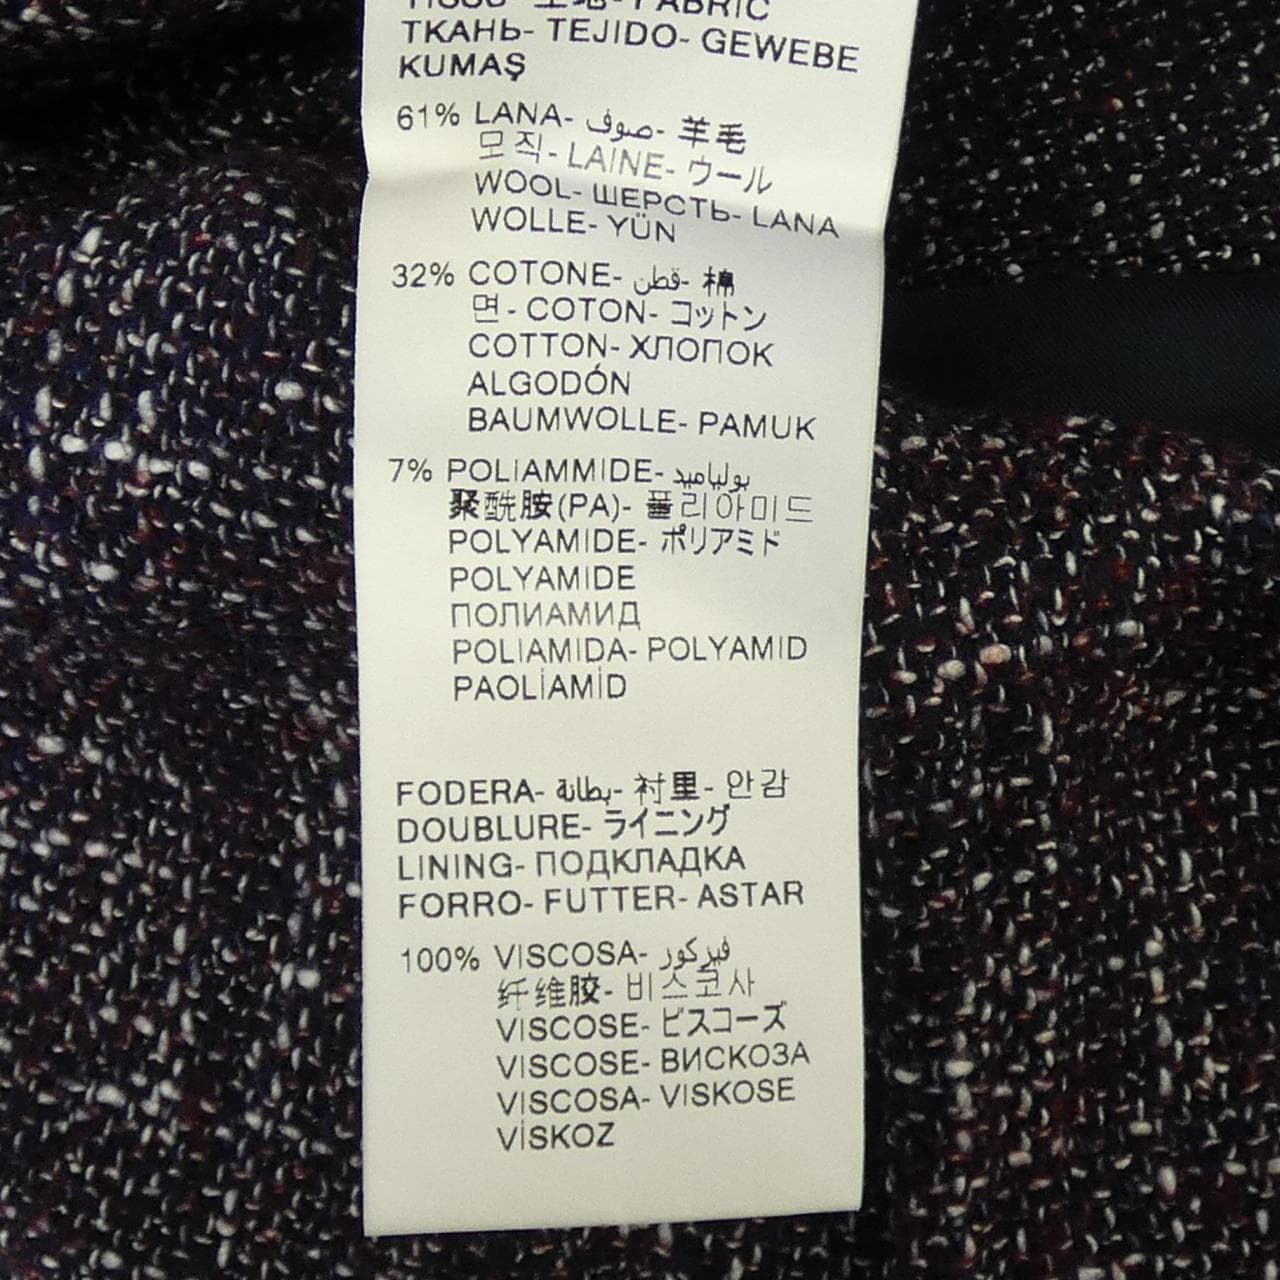 FABRIC
ТКАНЬ- TEJIDO- GEWEBE
KUMAŞ
61% LANA- صوف- 羊毛
모직- LAINE- ウール
WOOL- ШЕРСТЬ- LANA
WOLLE- YÜN
32% COTONE- قطن- 棉
면- COTON- コットン
COTTON- ХЛОПОК
ALGODÓN
BAUMWOLLE- PAMUK
7% POLIAMMIDE- بولياميد
聚酰胺(PA)- 폴리아미드
POLYAMIDE- ポリアミド
POLYAMIDE
ПОЛИАМИД
POLIAMIDA- POLYAMID
PAOLİAMİD
FODERA- بطانة- 衬里- 안감
DOUBLURE- ライニング
LINING- ПОДКЛАДКА
FORRO- FUTTER- ASTAR
100% VISCOSA- فيزكور
纤维胶- 비스코사
VISCOSE- ビスコーズ
VISCOSE- ВИСКОЗА
VISCOSA- VISKOSE
VİSKOZ